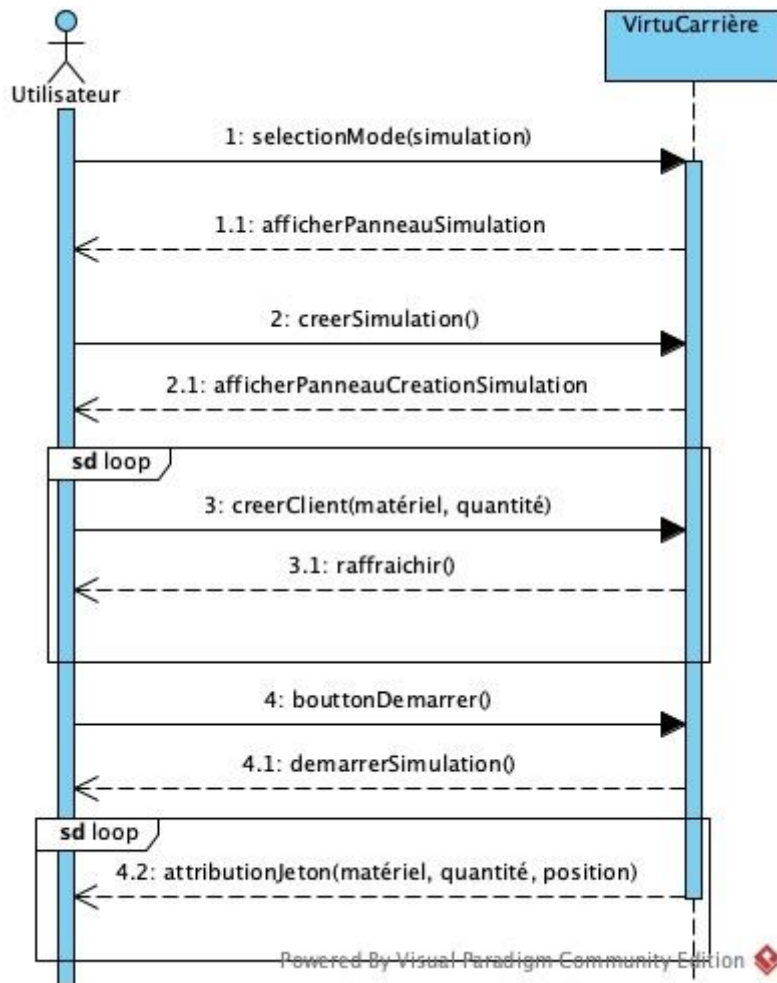 VirtuCarrière
Utilisateur
1: selectionMode(simulation)
1.1: afficherPanneauSimulation
2: creerSimulation()
2.1: afficherPanneauCreationSimulation
sd loop
3: creerClient(matériel, quantité)
3.1: raffraichir()
4: bouttonDemarrer()
4.1: demarrerSimulation()
sd loop
4.2: attributionJeton(matériel, quantité, position)
Powered By Visual Paradigm Community Edition